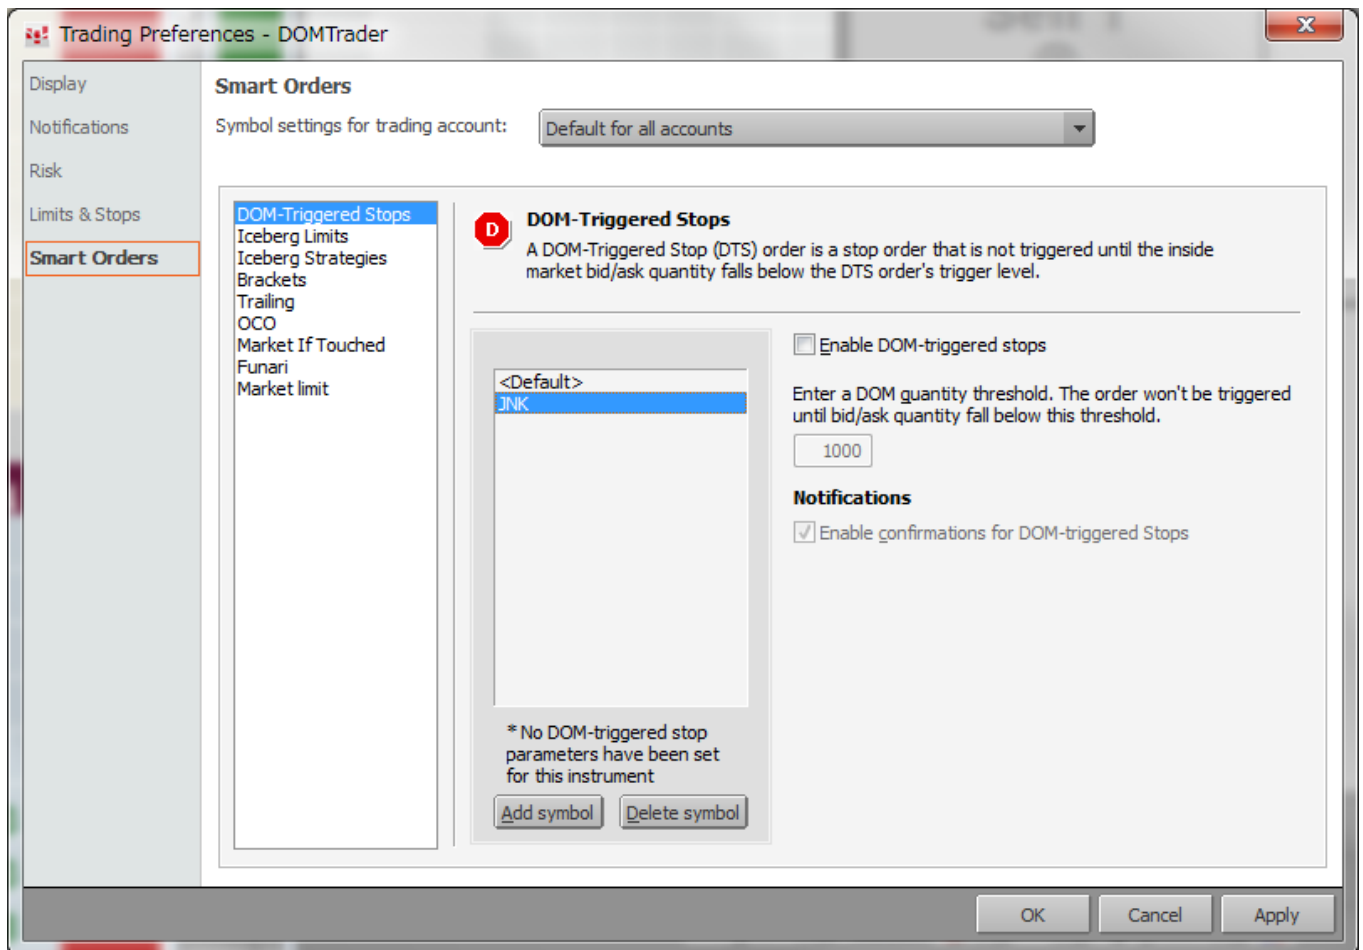 Trading Preferences - DOMTrader
Display
Notifications
Risk
Limits & Stops
Smart Orders
Smart Orders
Symbol settings for trading account:
Default for all accounts
DOM-Triggered Stops
Iceberg Limits
Iceberg Strategies
Brackets
Trailing
OCO
Market If Touched
Funari
Market limit
D
DOM-Triggered Stops
A DOM-Triggered Stop (DTS) order is a stop order that is not triggered until the inside
market bid/ask quantity falls below the DTS order's trigger level.
<Default>
JNK
* No DOM-triggered stop
parameters have been set
for this instrument
Add symbol
Delete symbol
Enable DOM-triggered stops
Enter a DOM quantity threshold. The order won't be triggered
until bid/ask quantity fall below this threshold.
1000
Notifications
Enable confirmations for DOM-triggered Stops
OK
Cancel
Apply